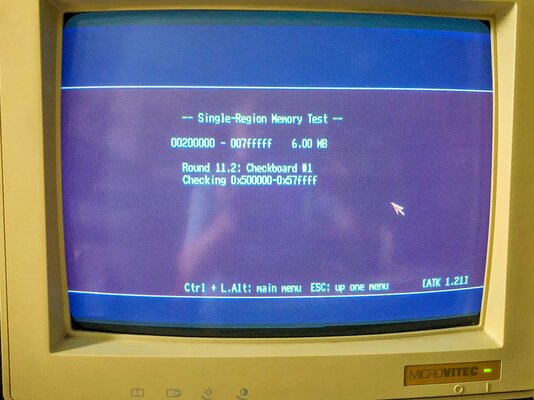 -- Single-Region Memory Test --
00200000 - 007fffff 6.00 MB
Round 11.2: Checkboard #1
Checking 0x500000-0x57ffff
Ctrl + L.Alt: main menu ESC: up one menu [ATK 1.21]
MICROVITEC